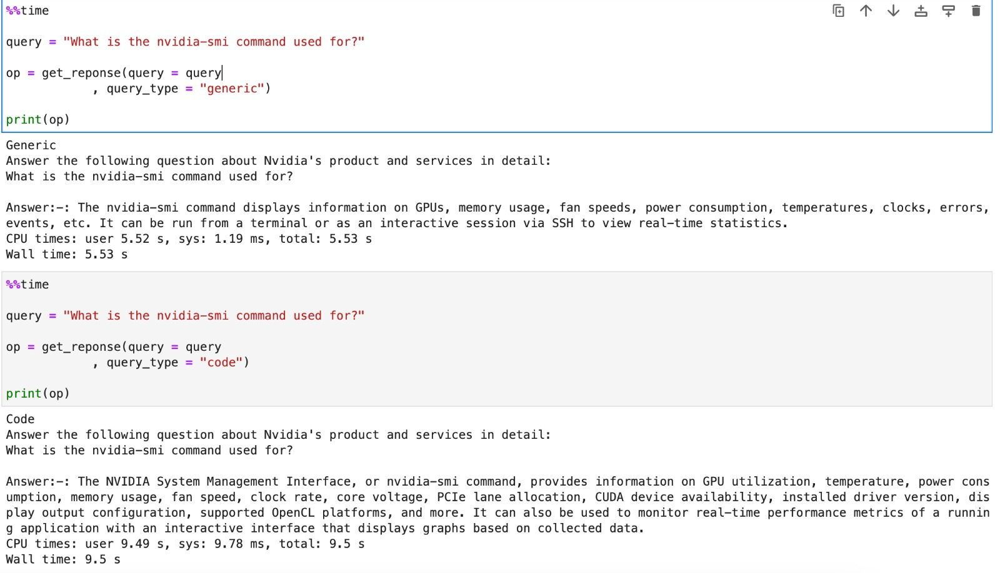 %%time
query = "What is the nvidia-smi command used for?"
op = get_reponse(query = query
, query_type = "generic")
print(op)
Generic
Answer the following question about Nvidia's product and services in detail:
What is the nvidia-smi command used for?
Answer:-: The nvidia-smi command displays information on GPUs, memory usage, fan speeds, power consumption, temperatures, clocks, errors,
events, etc. It can be run from a terminal or as an interactive session via SSH to view real-time statistics.
CPU times: user 5.52 s, sys: 1.19 ms, total: 5.53 s
Wall time: 5.53 s
%%time
query = "What is the nvidia-smi command used for?"
op = get_reponse(query = query
, query_type = "code")
print(op)
Code
Answer the following question about Nvidia's product and services in detail:
What is the nvidia-smi command used for?
Answer:-: The NVIDIA System Management Interface, or nvidia-smi command, provides information on GPU utilization, temperature, power cons
umption, memory usage, fan speed, clock rate, core voltage, PCIe lane allocation, CUDA device availability, installed driver version, dis
play output configuration, supported OpenCL platforms, and more. It can also be used to monitor real-time performance metrics of a runnin
g application with an interactive interface that displays graphs based on collected data.
CPU times: user 9.49 s, sys: 9.78 ms, total: 9.5 s
Wall time: 9.5 s